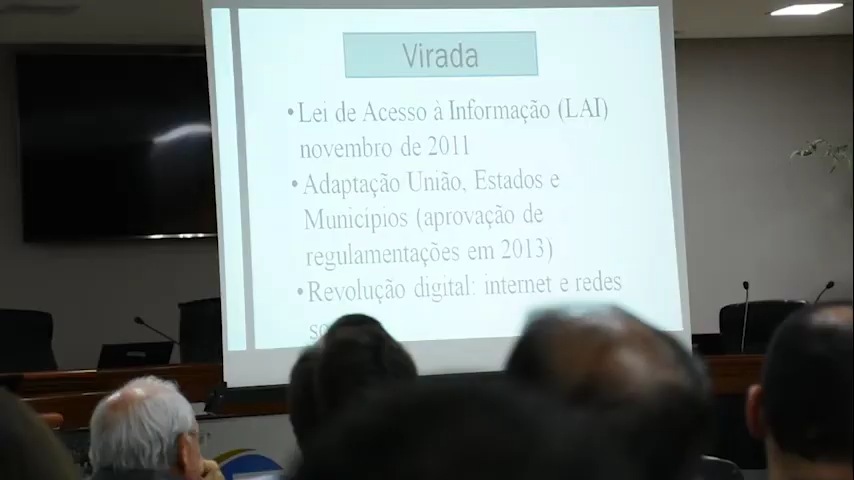 Virada
•Lei de Acesso à Informação (LAI)
novembro de 2011
•Adaptação União, Estados e
Municipios (aprovação de
regulamentações em 2013)
•Revolução digital: internet e redes